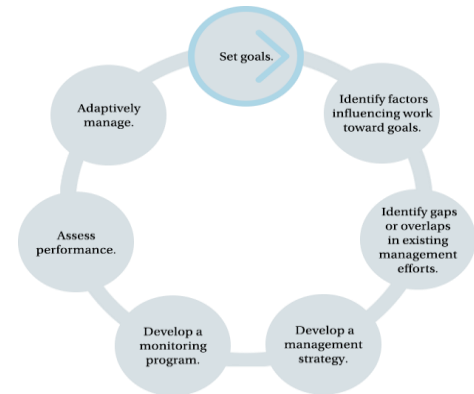 Set goals.
Identify factors
influencing work
toward goals.
Identify gaps
or overlaps
in existing
management
efforts.
Develop a
management
strategy.
Develop a
monitoring
program.
Assess
performance.
Adaptively
manage.